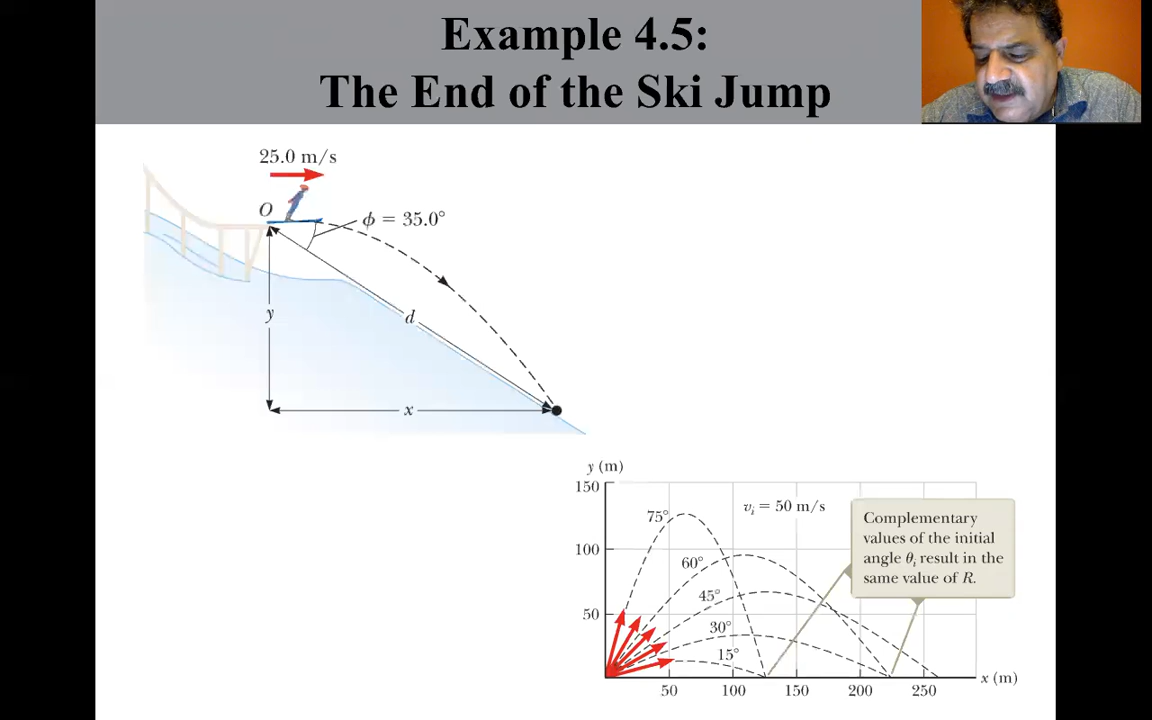 Example 4.5:
The End of the Ski Jump
25.0 m/s
O
ϕ = 35.0°
y
d
x
y (m)
150
100
50
75°
60°
45°
30°
15°
vᵢ = 50 m/s
Complementary
values of the initial
angle θᵢ result in the
same value of R.
50
100
150
200
250
x (m)